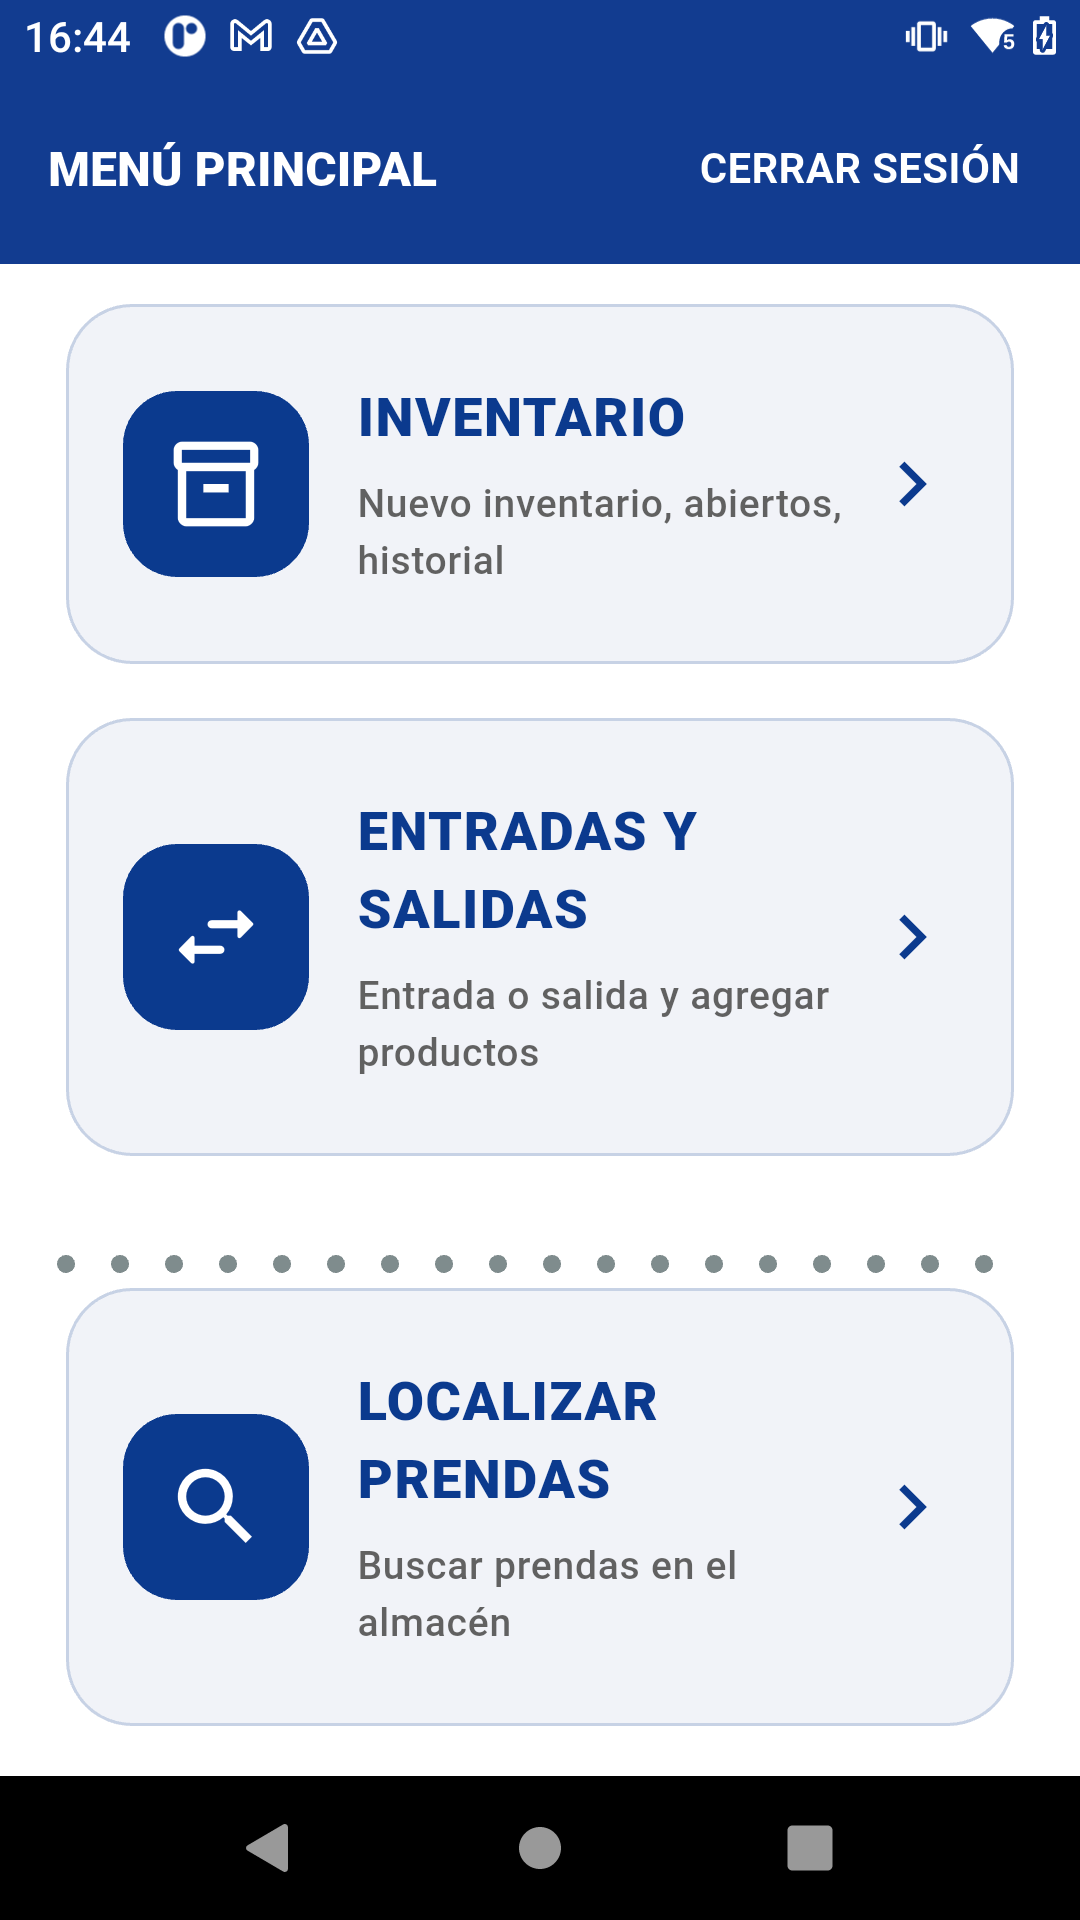 16:44
5
MENÚ PRINCIPAL
CERRAR SESIÓN
INVENTARIO
Nuevo inventario, abiertos,
historial
ENTRADAS Y
SALIDAS
Entrada o salida y agregar
productos
LOCALIZAR
PRENDAS
Buscar prendas en el
almacén